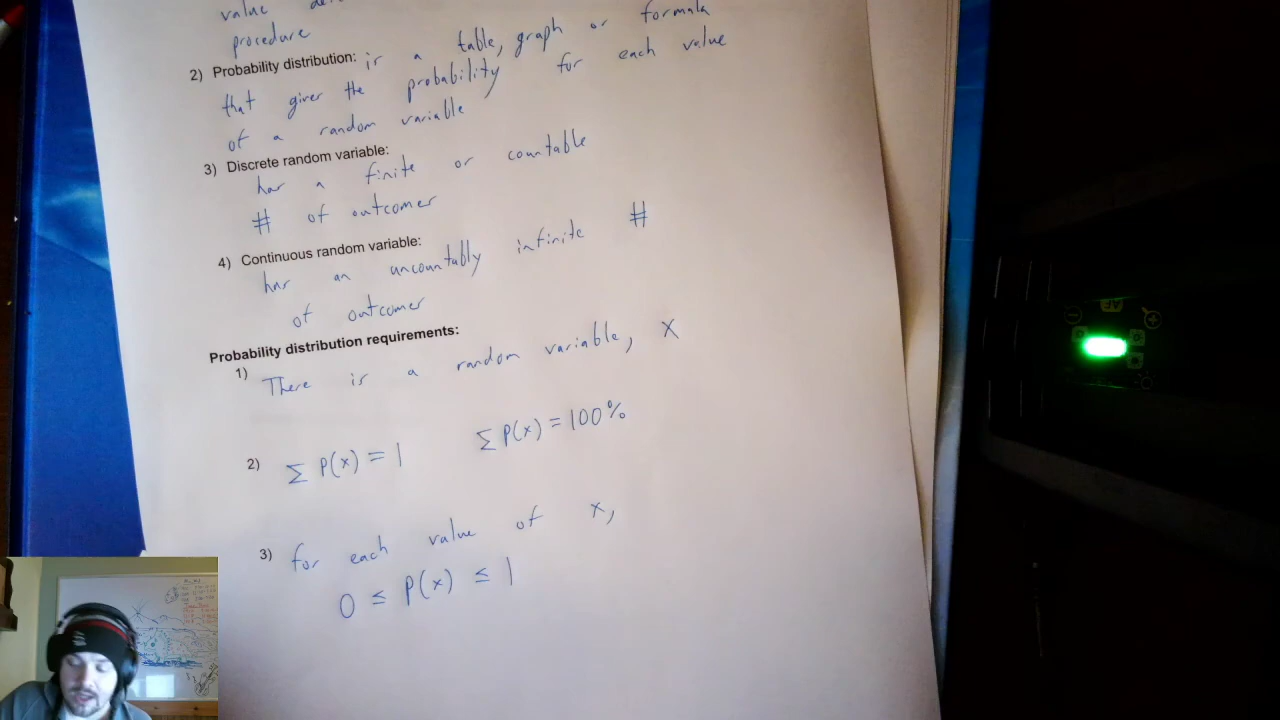 value
procedure
2) Probability distribution: is a table, graph or formula
that gives the probability for each value
of a random variable
3) Discrete random variable:
has a finite or countable
# of outcomes
4) Continuous random variable:
has an uncountably infinite #
of outcomes
Probability distribution requirements:
1) There is a random variable, x
2) Σ P(x) = 1 Σ P(x) = 100%
3) for each value of x,
0 ≤ P(x) ≤ 1
AF